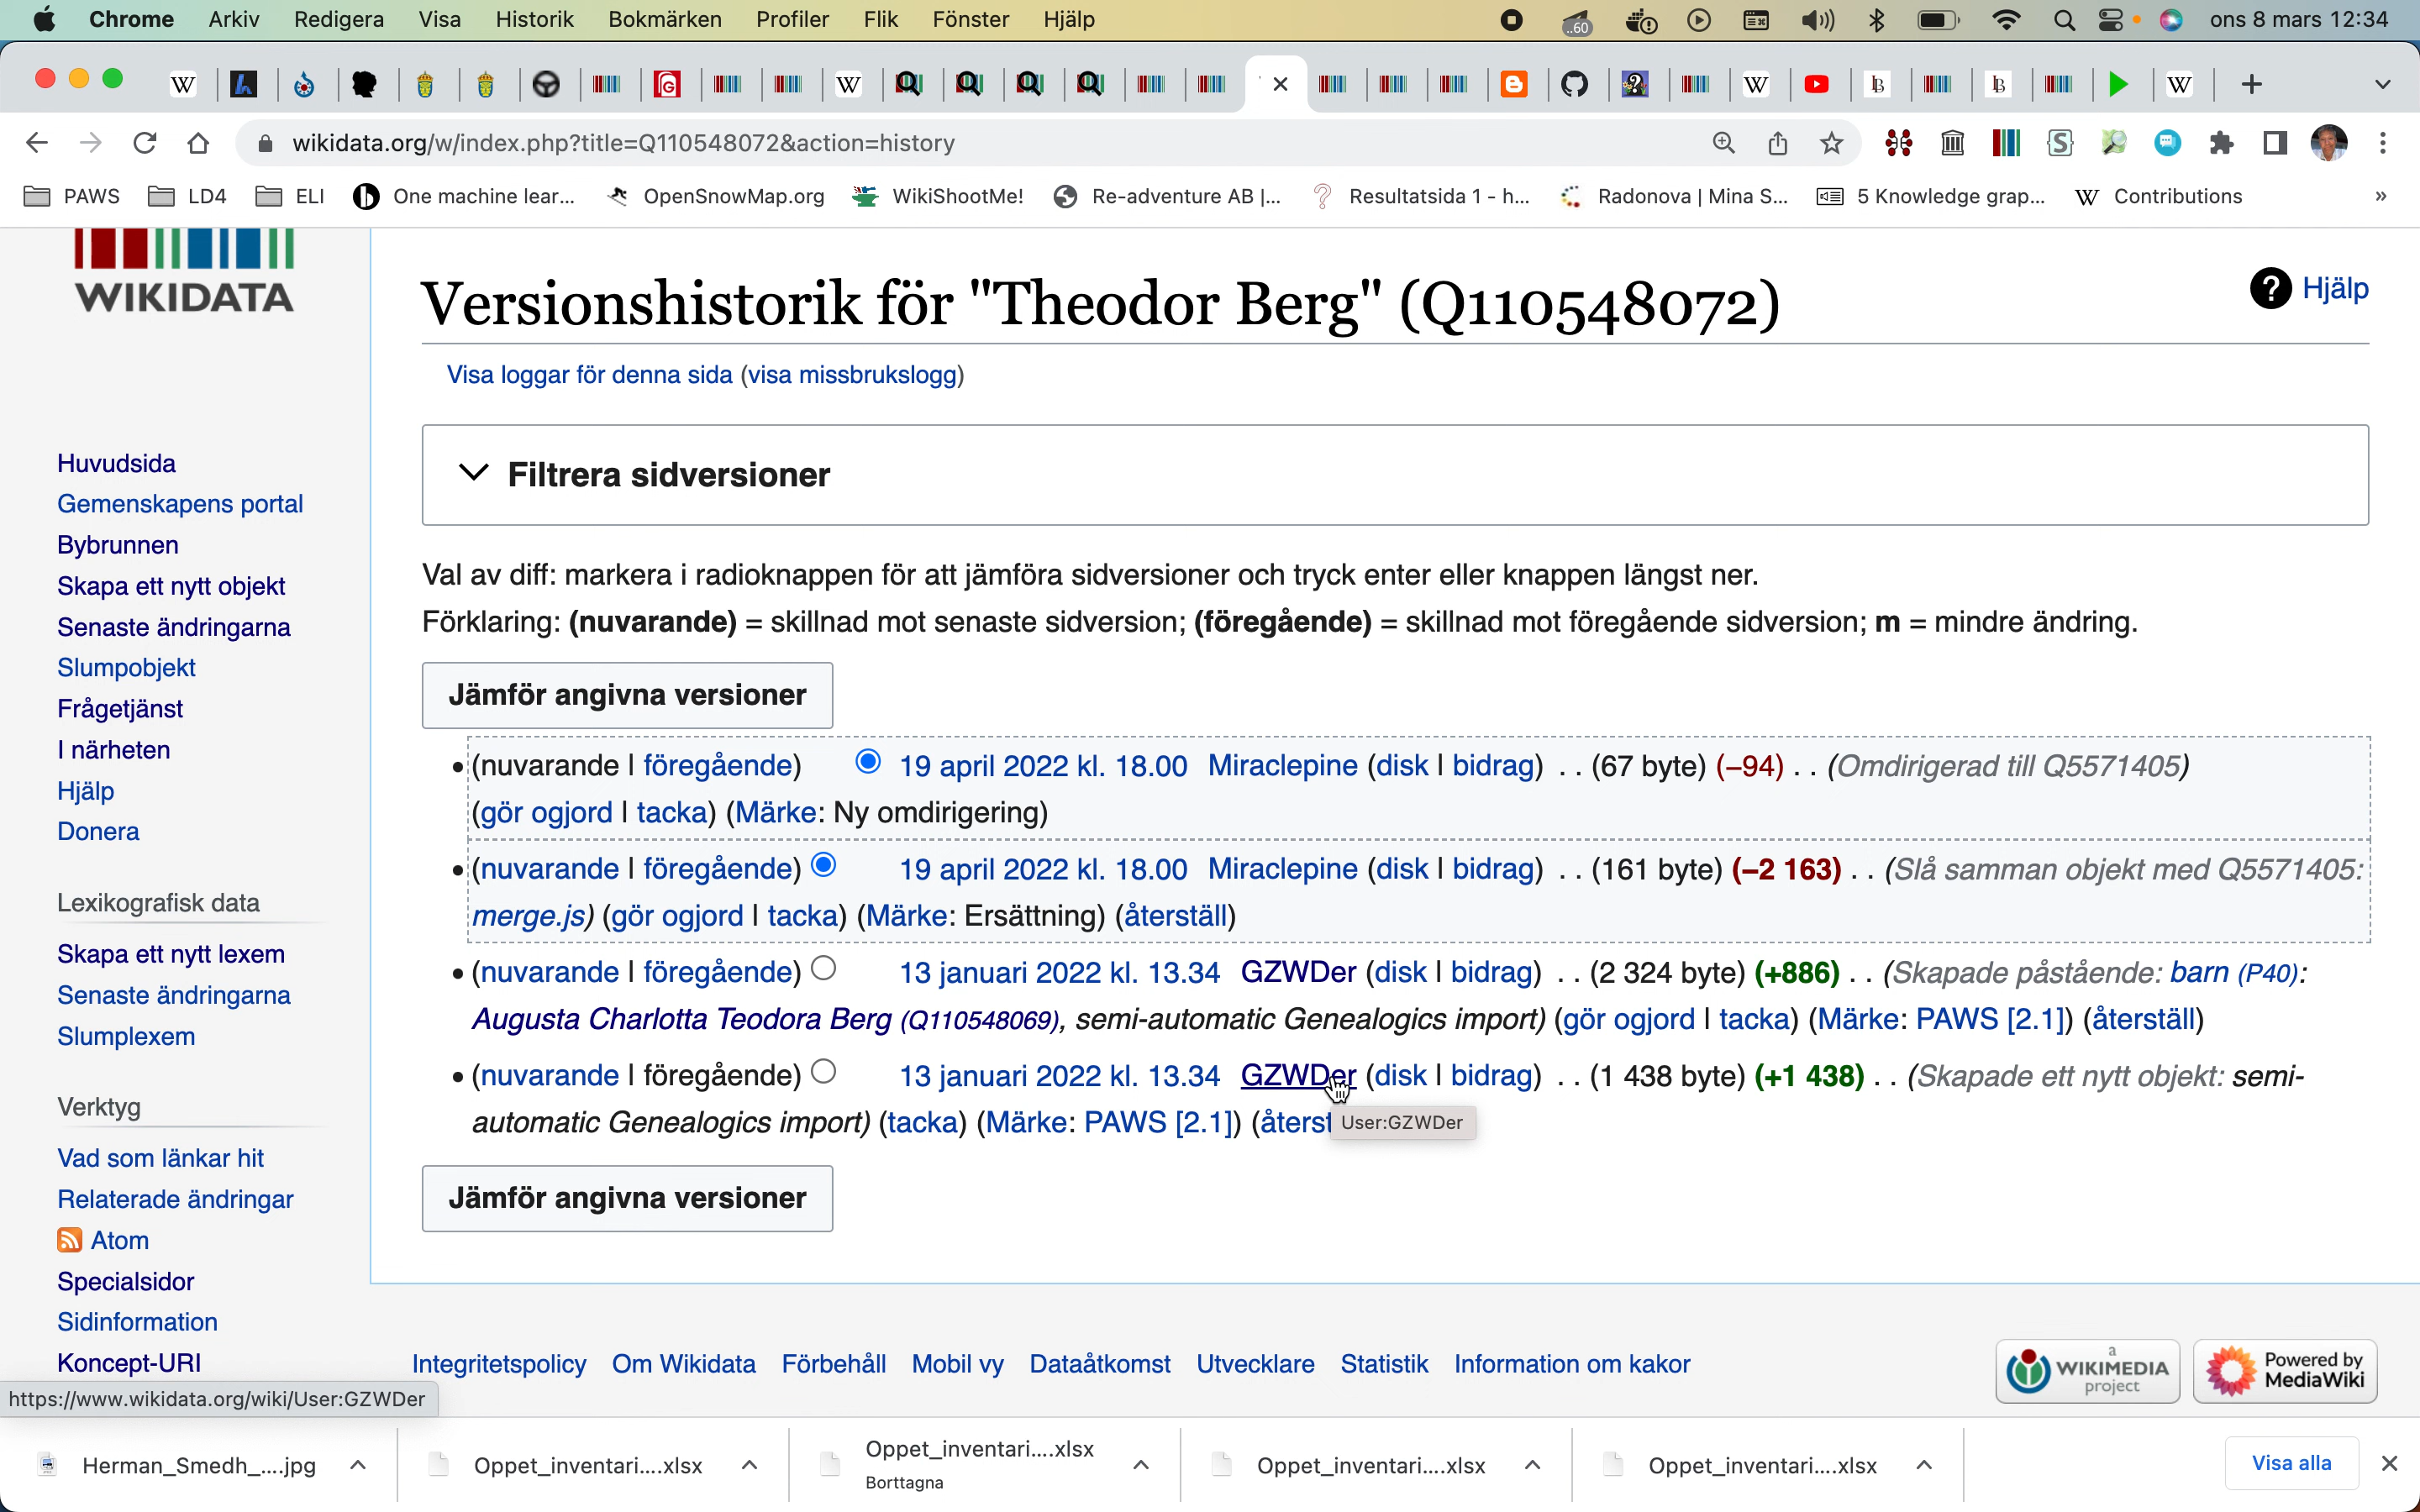 Chrome Arkiv Redigera Visa Historik Bokmärken Profiler Flik Fönster Hjälp ..60 ons 8 mars 12:34
wikidata.org/w/index.php?title=Q110548072&action=history
PAWS LD4 ELI One machine lear... OpenSnowMap.org WikiShootMe! Re-adventure AB |... Resultatsida 1 - h... Radonova | Mina S... 5 Knowledge grap... Contributions »
WIKIDATA
Versionshistorik för "Theodor Berg" (Q110548072)
Hjälp
Visa loggar för denna sida (visa missbrukslogg)
Filtrera sidversioner
Val av diff: markera i radioknappen för att jämföra sidversioner och tryck enter eller knappen längst ner.
Förklaring: (nuvarande) = skillnad mot senaste sidversion; (föregående) = skillnad mot föregående sidversion; m = mindre ändring.
Jämför angivna versioner
(nuvarande | föregående) 19 april 2022 kl. 18.00 Miraclepine (disk | bidrag) . . (67 byte) (−94) . . (Omdirigerad till Q5571405)
(gör ogjord | tacka) (Märke: Ny omdirigering)
(nuvarande | föregående) 19 april 2022 kl. 18.00 Miraclepine (disk | bidrag) . . (161 byte) (−2 163) . . (Slå samman objekt med Q5571405:
merge.js) (gör ogjord | tacka) (Märke: Ersättning) (återställ)
(nuvarande | föregående) 13 januari 2022 kl. 13.34 GZWDer (disk | bidrag) . . (2 324 byte) (+886) . . (Skapade påstående: barn (P40):
Augusta Charlotta Teodora Berg (Q110548069), semi-automatic Genealogics import) (gör ogjord | tacka) (Märke: PAWS [2.1]) (återställ)
(nuvarande | föregående) 13 januari 2022 kl. 13.34 GZWDer (disk | bidrag) . . (1 438 byte) (+1 438) . . (Skapade ett nytt objekt: semi-
automatic Genealogics import) (tacka) (Märke: PAWS [2.1]) (återst
User:GZWDer
Jämför angivna versioner
Huvudsida
Gemenskapens portal
Bybrunnen
Skapa ett nytt objekt
Senaste ändringarna
Slumpobjekt
Frågetjänst
I närheten
Hjälp
Donera
Lexikografisk data
Skapa ett nytt lexem
Senaste ändringarna
Slumplexem
Verktyg
Vad som länkar hit
Relaterade ändringar
Atom
Specialsidor
Sidinformation
Koncept-URI
Integritetspolicy Om Wikidata Förbehåll Mobil vy Dataåtkomst Utvecklare Statistik Information om kakor
a
WIKIMEDIA
project
Powered by
MediaWiki
https://www.wikidata.org/wiki/User:GZWDer
Herman_Smedh_....jpg Oppet_inventari....xlsx Oppet_inventari....xlsx Oppet_inventari....xlsx Oppet_inventari....xlsx Visa alla
Borttagna